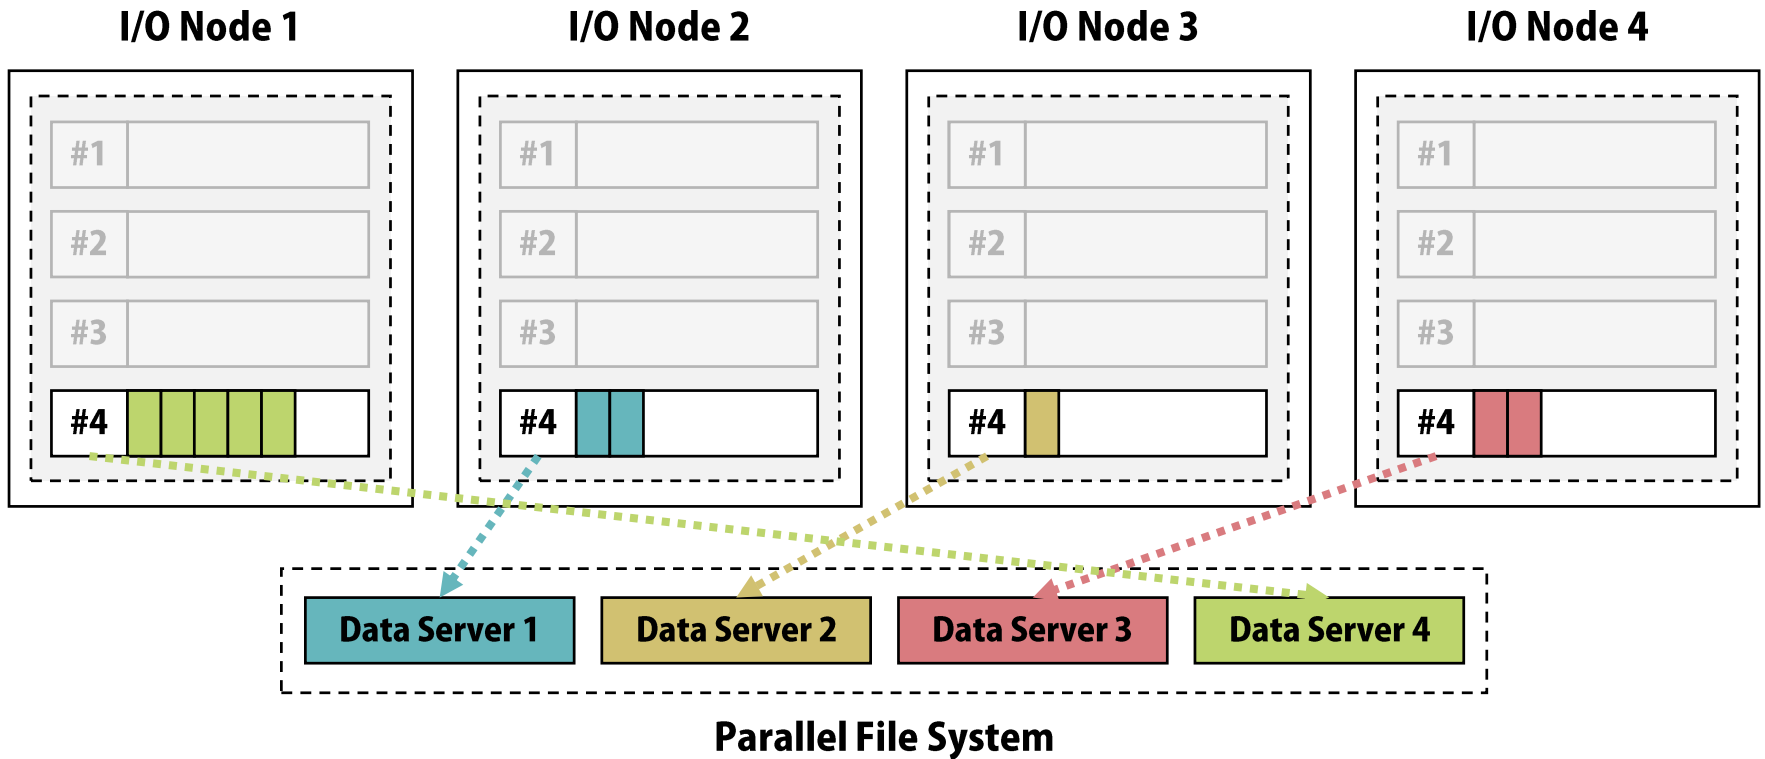 I/O Node 1
I/O Node 2
I/O Node 3
I/O Node 4
#1
#2
#3
#4
#1
#2
#3
#4
#1
#2
#3
#4
#1
#2
#3
#4
Data Server 1
Data Server 2
Data Server 3
Data Server 4
Parallel File System